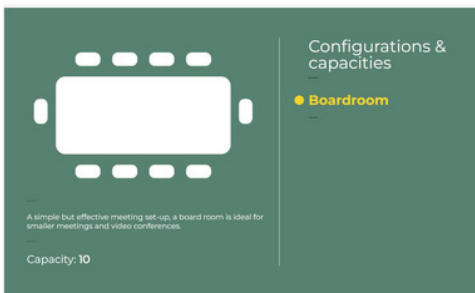 Configurations &
capacities
Boardroom
A simple but effective meeting set-up, a board room is ideal for
smaller meetings and video conferences.
Capacity: 10